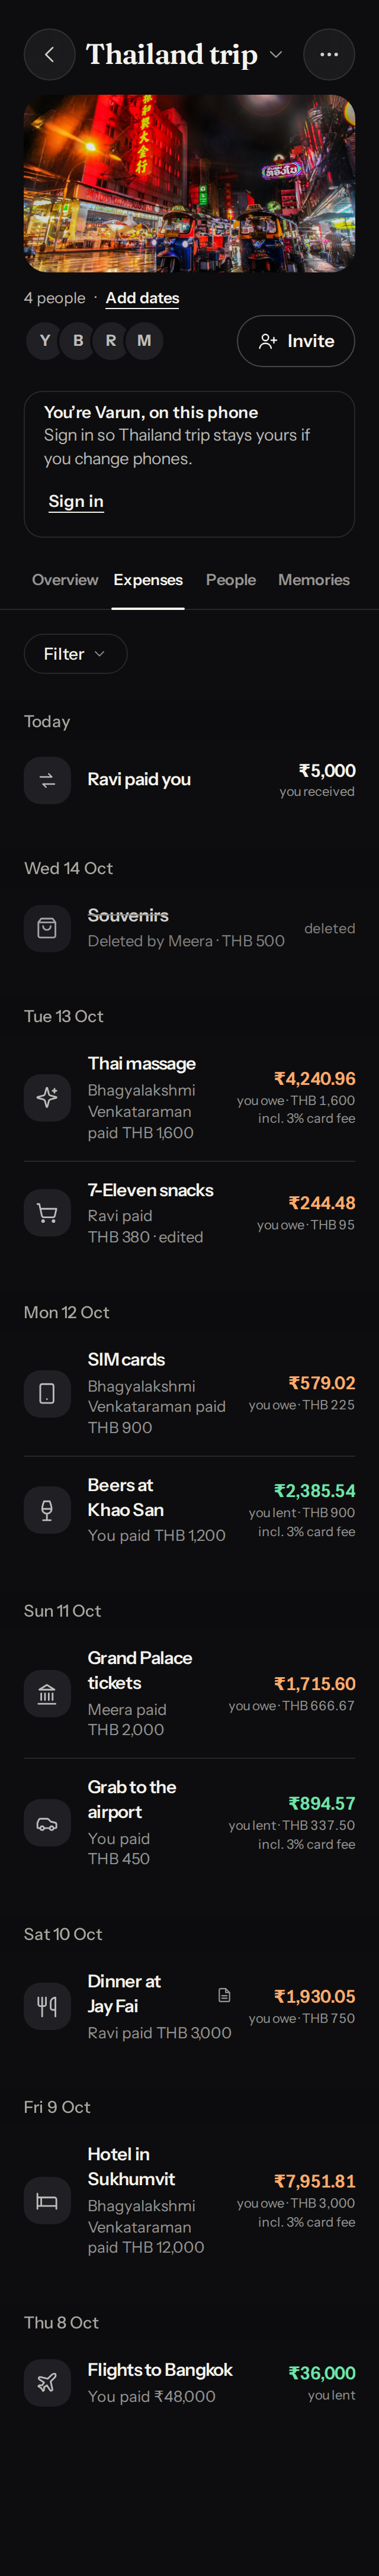 Thailand trip
興和大金行
ทองใบ
4 people · Add dates
Y B R M
Invite
You’re Varun, on this phone
Sign in so Thailand trip stays yours if
you change phones.
Sign in
Overview Expenses People Memories
Filter
Today
Ravi paid you
₹5,000
you received
Wed 14 Oct
Souvenirs
Deleted by Meera · THB 500
deleted
Tue 13 Oct
Thai massage
Bhagyalakshmi
Venkataraman
paid THB 1,600
₹4,240.96
you owe · THB 1,600
incl. 3% card fee
7-Eleven snacks
Ravi paid
THB 380 · edited
₹244.48
you owe · THB 95
Mon 12 Oct
SIM cards
Bhagyalakshmi
Venkataraman paid
THB 900
₹579.02
you owe · THB 225
Beers at
Khao San
You paid THB 1,200
₹2,385.54
you lent · THB 900
incl. 3% card fee
Sun 11 Oct
Grand Palace
tickets
Meera paid
THB 2,000
₹1,715.60
you owe · THB 666.67
Grab to the
airport
You paid
THB 450
₹894.57
you lent · THB 337.50
incl. 3% card fee
Sat 10 Oct
Dinner at
Jay Fai
Ravi paid THB 3,000
₹1,930.05
you owe · THB 750
Fri 9 Oct
Hotel in
Sukhumvit
Bhagyalakshmi
Venkataraman
paid THB 12,000
₹7,951.81
you owe · THB 3,000
incl. 3% card fee
Thu 8 Oct
Flights to Bangkok
You paid ₹48,000
₹36,000
you lent